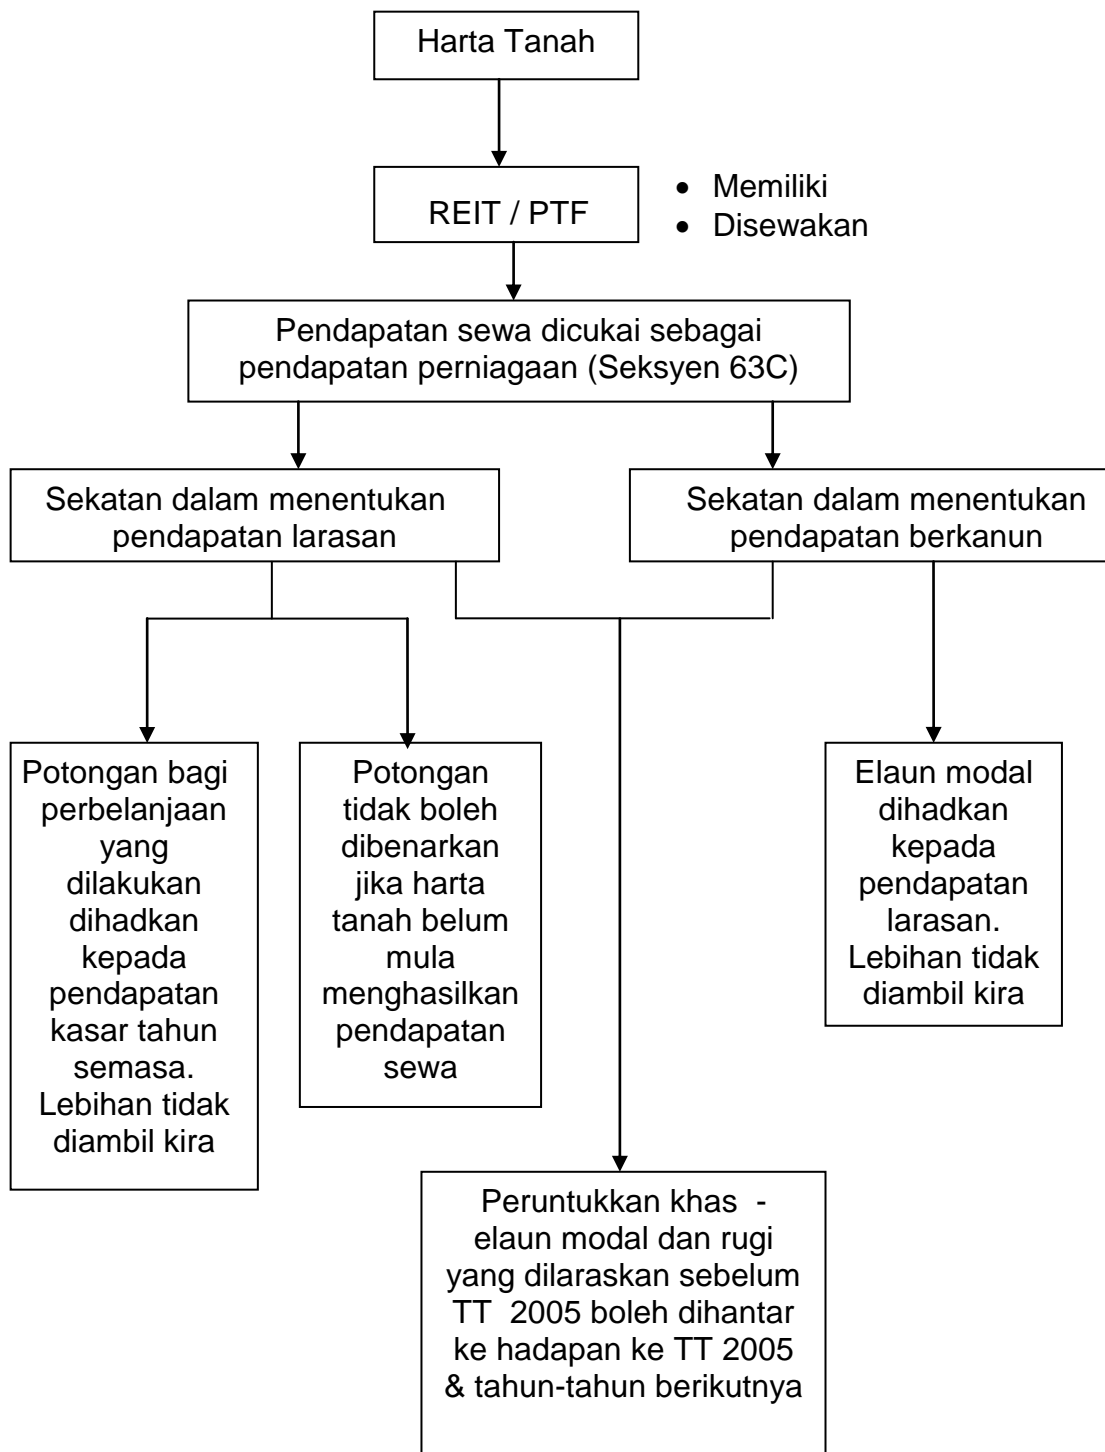 Harta Tanah
REIT / PTF
• Memiliki
• Disewakan
Pendapatan sewa dicukai sebagai
pendapatan perniagaan (Seksyen 63C)
Sekatan dalam menentukan
pendapatan larasan
Sekatan dalam menentukan
pendapatan berkanun
Potongan bagi
perbelanjaan
yang
dilakukan
dihadkan
kepada
pendapatan
kasar tahun
semasa.
Lebihan tidak
diambil kira
Potongan
tidak boleh
dibenarkan
jika harta
tanah belum
mula
menghasilkan
pendapatan
sewa
Elaun modal
dihadkan
kepada
pendapatan
larasan.
Lebihan tidak
diambil kira
Peruntukkan khas -
elaun modal dan rugi
yang dilaraskan sebelum
TT 2005 boleh dihantar
ke hadapan ke TT 2005
& tahun-tahun berikutnya